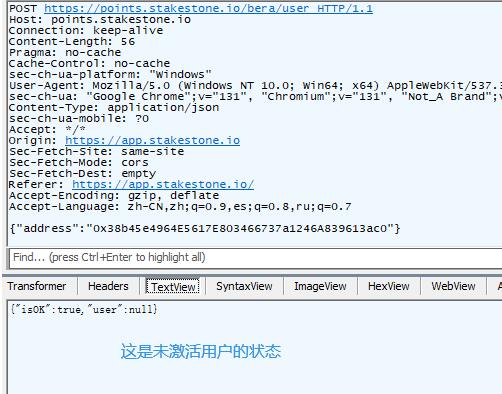 POST https://points.stakestone.io/bera/user HTTP/1.1
Host: points.stakestone.io
Connection: keep-alive
Content-Length: 56
Pragma: no-cache
Cache-Control: no-cache
sec-ch-ua-platform: "Windows"
User-Agent: Mozilla/5.0 (Windows NT 10.0; Win64; x64) AppleWebKit/537.3
sec-ch-ua: "Google Chrome";v="131", "Chromium";v="131", "Not_A Brand";v
Content-Type: application/json
sec-ch-ua-mobile: ?0
Accept: */*
Origin: https://app.stakestone.io
Sec-Fetch-Site: same-site
Sec-Fetch-Mode: cors
Sec-Fetch-Dest: empty
Referer: https://app.stakestone.io/
Accept-Encoding: gzip, deflate
Accept-Language: zh-CN,zh;q=0.9,es;q=0.8,ru;q=0.7
{"address":"0x38b45e4964E5617E803466737a1246A839613ac0"}
Find... (press Ctrl+Enter to highlight all)
Transformer Headers TextView SyntaxView ImageView HexView WebView A
{"isOK":true,"user":null}
这是未激活用户的状态